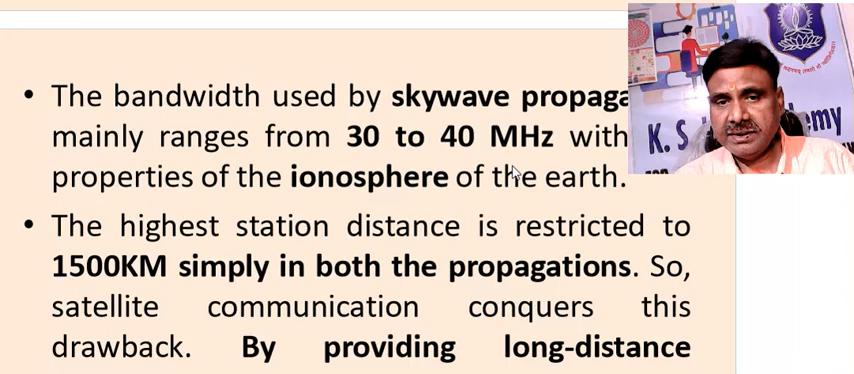 • The bandwidth used by skywave propaga
mainly ranges from 30 to 40 MHz with
properties of the ionosphere of the earth.
• The highest station distance is restricted to
1500KM simply in both the propagations. So,
satellite communication conquers this
drawback. By providing long-distance
K. S emy